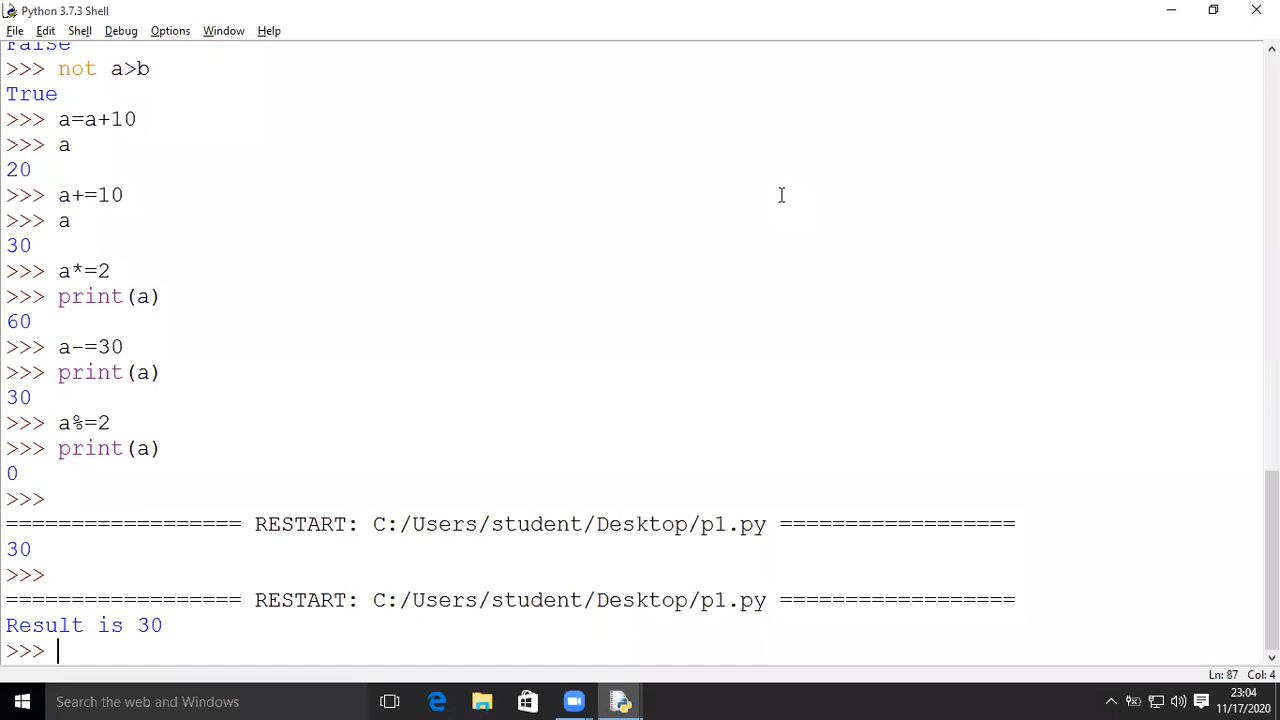 Python 3.7.3 Shell
File Edit Shell Debug Options Window Help
False
>>> not a>b
True
>>> a=a+10
>>> a
20
>>> a+=10
>>> a
30
>>> a*=2
>>> print(a)
60
>>> a-=30
>>> print(a)
30
>>> a%=2
>>> print(a)
0
>>>
================== RESTART: C:/Users/student/Desktop/p1.py ==================
30
>>>
================== RESTART: C:/Users/student/Desktop/p1.py ==================
Result is 30
>>>
Ln: 87 Col: 4
Search the web and Windows
23:04
11/17/2020